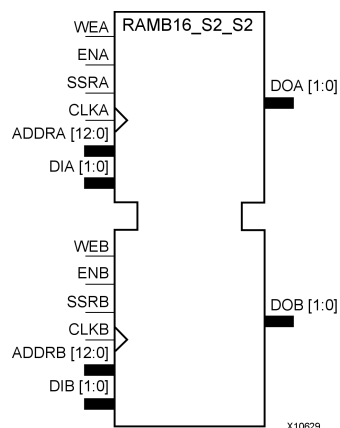 RAMB16_S2_S2
WEA
ENA
SSRA
CLKA
ADDRA [12:0]
DIA [1:0]
DOA [1:0]
WEB
ENB
SSRB
CLKB
ADDRB [12:0]
DIB [1:0]
DOB [1:0]
X10629